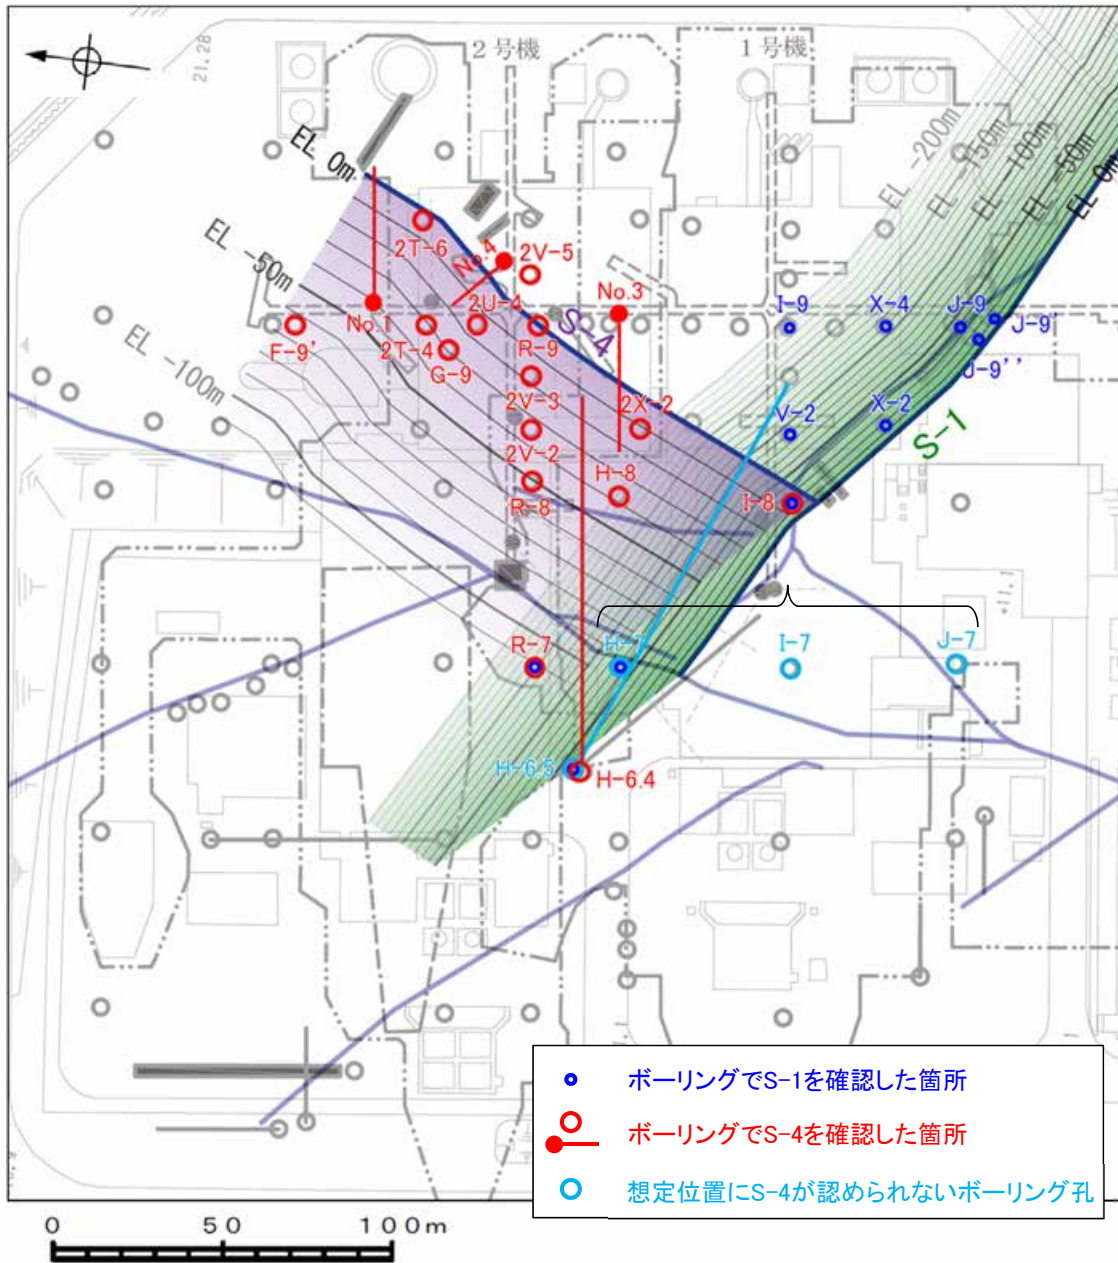 2号機
1号機
21.28
EL 0m
EL -50m
EL -100m
EL -200m
EL -150m
EL -100m
EL -50m
EL 0m
2T-6
No.4
2V-5
No.1
2U-4
No.3
S-4
F-9'
2T-4
G-9
R-9
I-9
X-4
J-9
J-9'
J-9''
2V-3
2X-2
V-2
X-2
S-1
2V-2
H-8
R-8
I-8
R-7
H-7
I-7
J-7
H-6.5
H-6.4
ボーリングでS-1を確認した箇所
ボーリングでS-4を確認した箇所
想定位置にS-4が認められないボーリング孔
0 50 100m